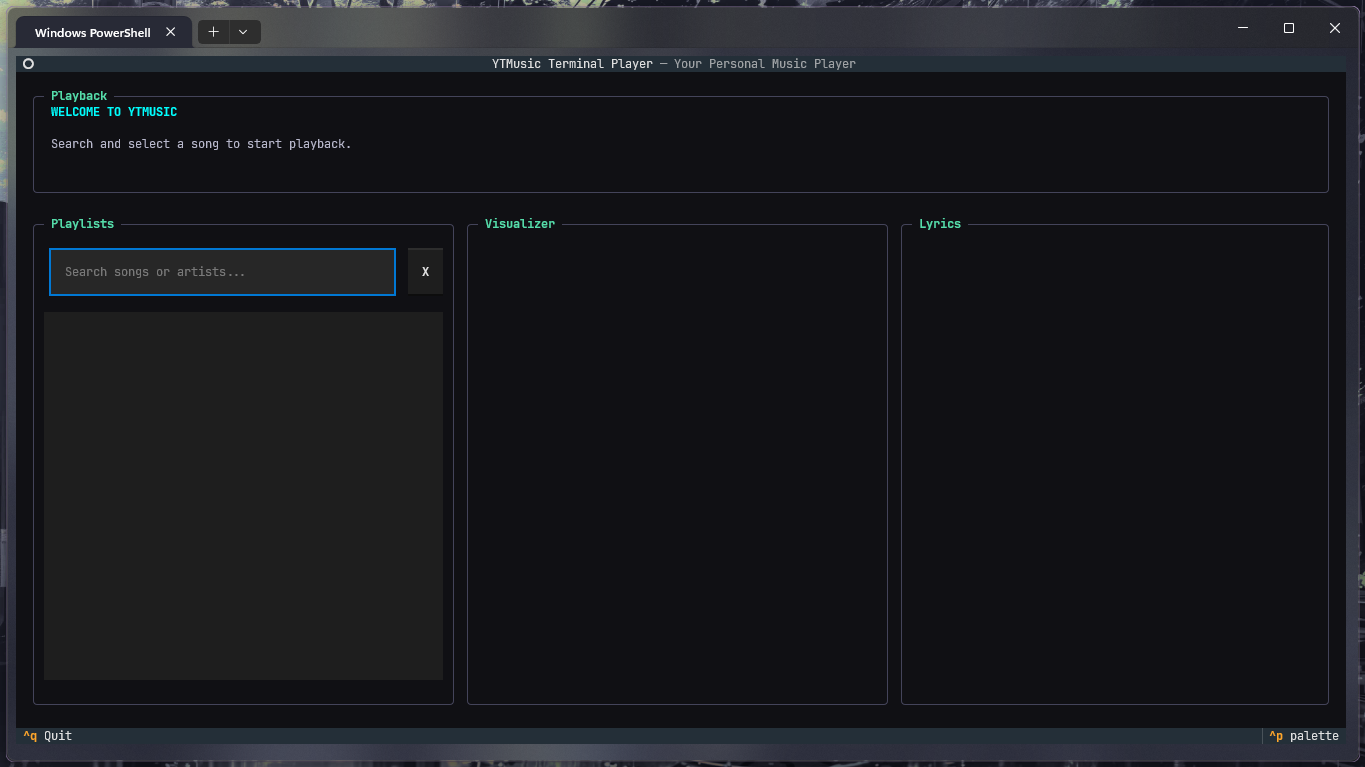 Windows PowerShell
YTMusic Terminal Player — Your Personal Music Player
Playback
WELCOME TO YTMUSIC
Search and select a song to start playback.
Playlists
Visualizer
Lyrics
Search songs or artists...
X
^q Quit
^p palette